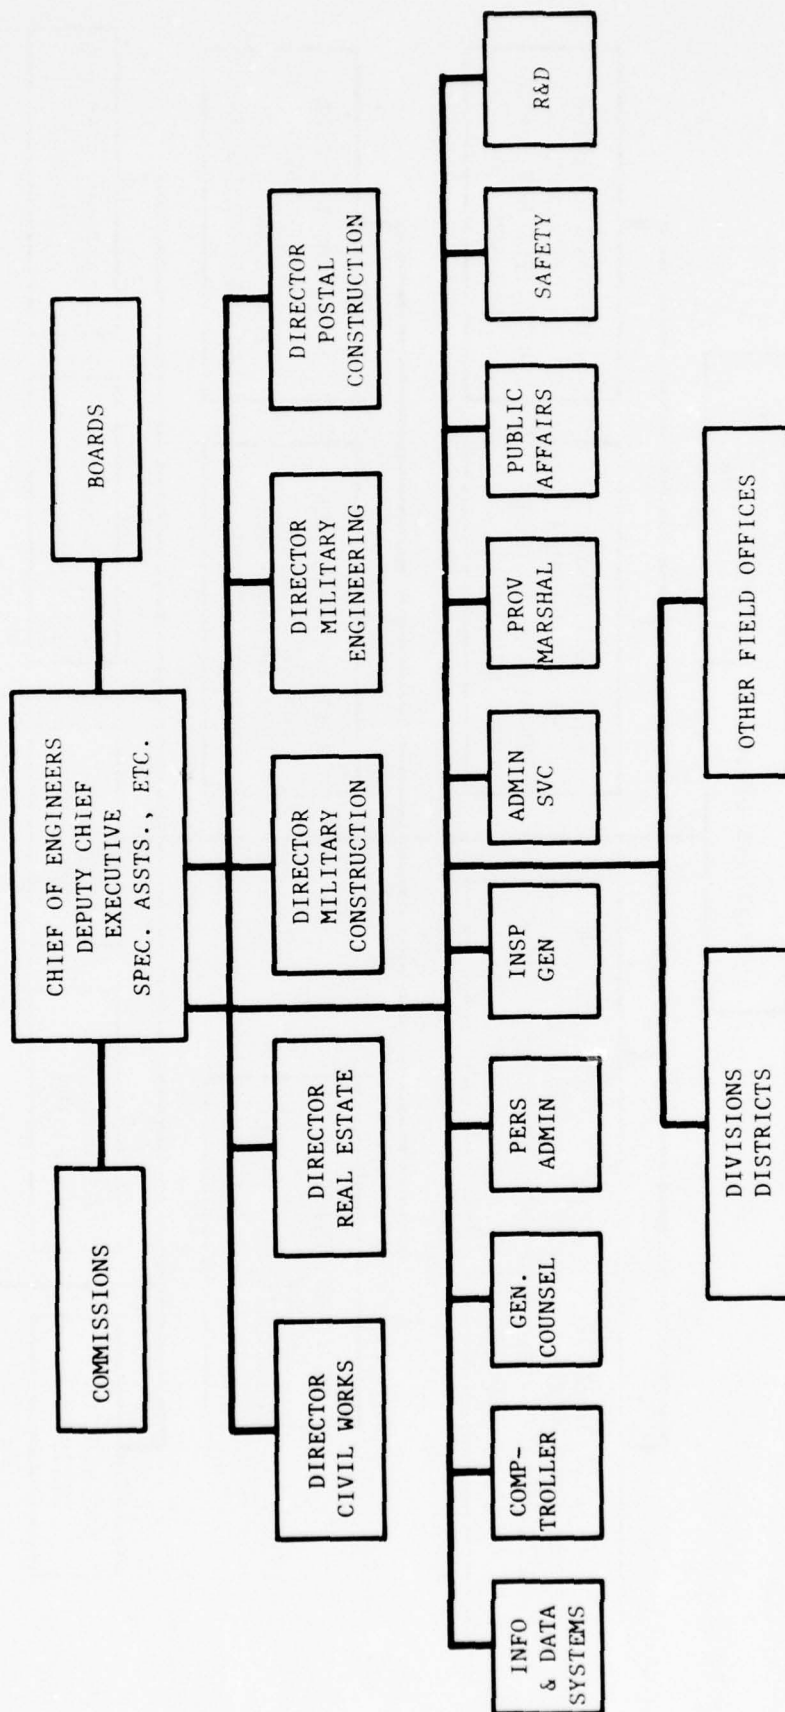 CHIEF OF ENGINEERS
DEPUTY CHIEF
EXECUTIVE
SPEC. ASSTS., ETC.
COMMISSIONS
BOARDS
DIRECTOR
CIVIL WORKS
DIRECTOR
REAL ESTATE
DIRECTOR
MILITARY
CONSTRUCTION
DIRECTOR
MILITARY
ENGINEERING
DIRECTOR
POSTAL
CONSTRUCTION
INFO
& DATA
SYSTEMS
COMP-
TROLLER
GEN.
COUNSEL
PERS
ADMIN
INSP
GEN
ADMIN
SVC
PROV
MARSHAL
PUBLIC
AFFAIRS
SAFETY
R&D
DIVISIONS
DISTRICTS
OTHER FIELD OFFICES